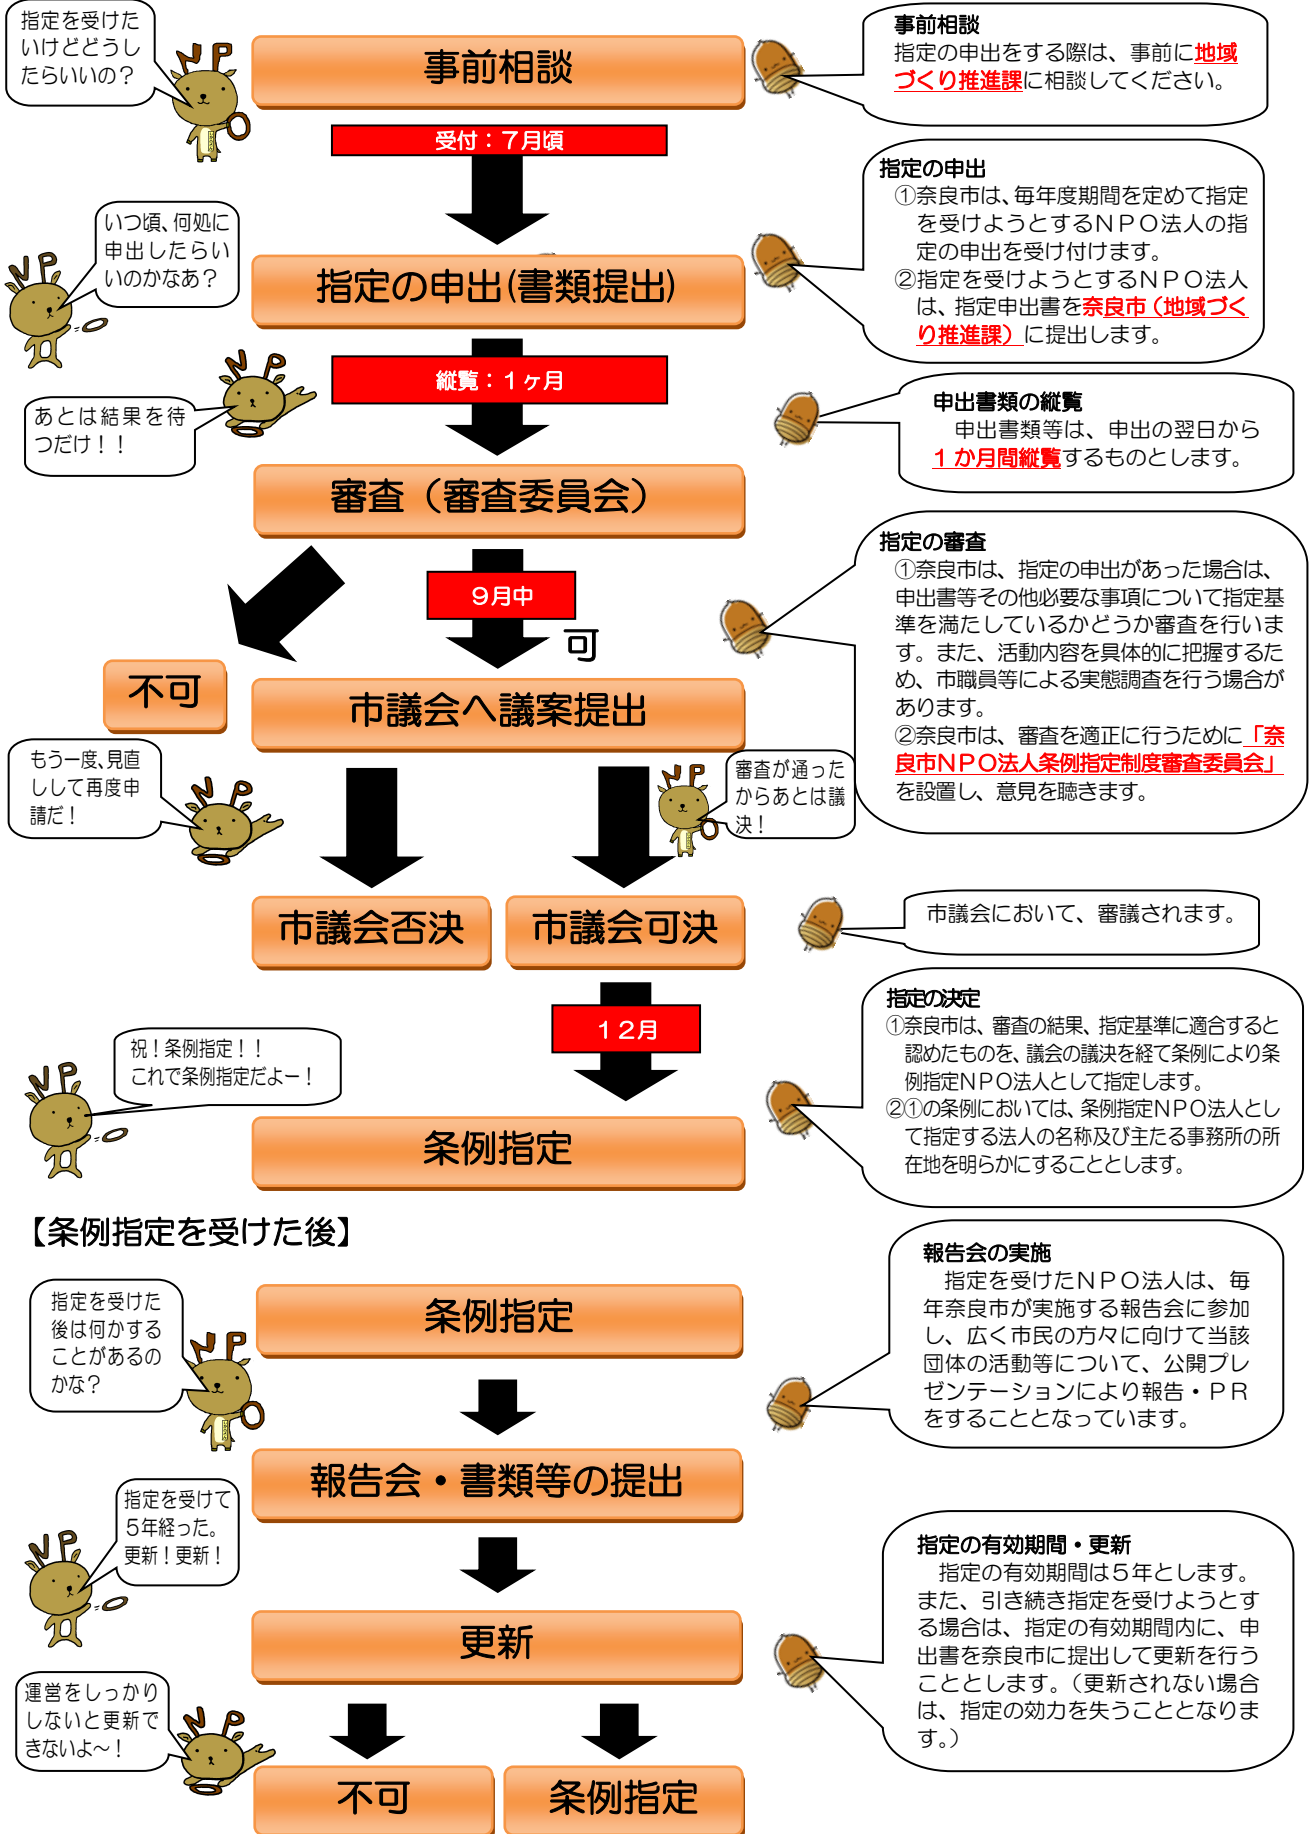 指定を受けた
いけどどうし
たらいいの？
NP
事前相談
事前相談
指定の申出をする際は、事前に地域
づくり推進課に相談してください。
受付：７月頃
いつ頃、何処に
申出したらい
いのかなあ？
NP
指定の申出(書類提出)
指定の申出
①奈良市は、毎年度期間を定めて指定
を受けようとするＮＰＯ法人の指
定の申出を受け付けます。
②指定を受けようとするＮＰＯ法人
は、指定申出書を奈良市（地域づく
り推進課）に提出します。
縦覧：１ヶ月
NP
あとは結果を待
つだけ！！
申出書類の縦覧
申出書類等は、申出の翌日から
１か月間縦覧するものとします。
審査（審査委員会）
指定の審査
①奈良市は、指定の申出があった場合は、
申出書等その他必要な事項について指定基
準を満たしているかどうか審査を行いま
す。また、活動内容を具体的に把握するた
め、市職員等による実態調査を行う場合が
あります。
②奈良市は、審査を適正に行うために「奈
良市ＮＰＯ法人条例指定制度審査委員会」
を設置し、意見を聴きます。
９月中
可
不可
市議会へ議案提出
もう一度、見直
しして再度申
請だ！
NP
NP
審査が通った
からあとは議
決！
市議会否決
市議会可決
市議会において、審議されます。
１２月
指定の決定
①奈良市は、審査の結果、指定基準に適合すると
認めたものを、議会の議決を経て条例により条
例指定ＮＰＯ法人として指定します。
②①の条例においては、条例指定ＮＰＯ法人とし
て指定する法人の名称及び主たる事務所の所
在地を明らかにすることとします。
祝！条例指定！！
これで条例指定だよー！
NP
条例指定
【条例指定を受けた後】
指定を受けた
後は何かする
ことがあるの
かな？
NP
条例指定
報告会の実施
指定を受けたＮＰＯ法人は、毎
年奈良市が実施する報告会に参加
し、広く市民の方々に向けて当該
団体の活動等について、公開プレ
ゼンテーションにより報告・ＰＲ
をすることとなっています。
報告会・書類等の提出
指定を受けて
５年経った。
更新！更新！
NP
更新
指定の有効期間・更新
指定の有効期間は５年とします。
また、引き続き指定を受けようとす
る場合は、指定の有効期間内に、申
出書を奈良市に提出して更新を行う
こととします。（更新されない場合
は、指定の効力を失うこととなりま
す。）
運営をしっかり
しないと更新で
きないよ～！
NP
不可
条例指定